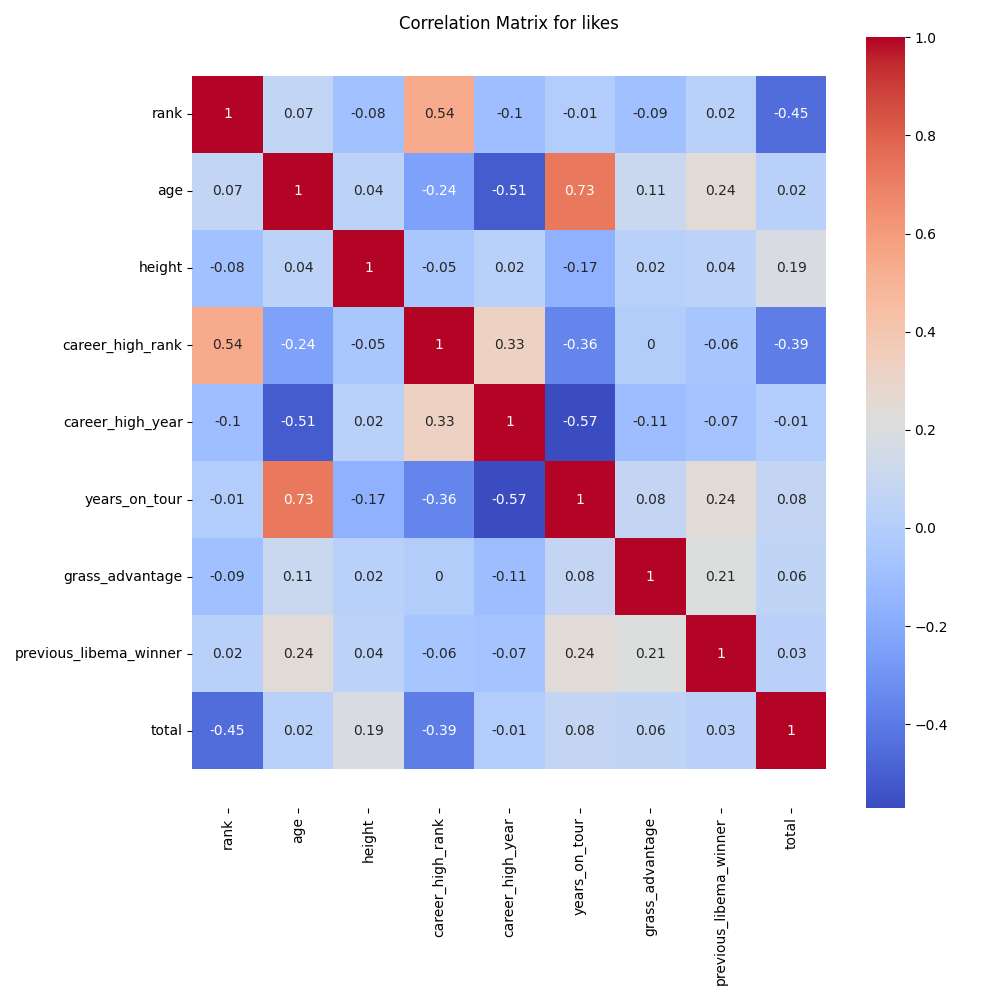 Correlation Matrix for likes
rank 1 0.07 -0.08 0.54 -0.1 -0.01 -0.09 0.02 -0.45
age 0.07 1 0.04 -0.24 -0.51 0.73 0.11 0.24 0.02
height -0.08 0.04 1 -0.05 0.02 -0.17 0.02 0.04 0.19
career_high_rank 0.54 -0.24 -0.05 1 0.33 -0.36 0 -0.06 -0.39
career_high_year -0.1 -0.51 0.02 0.33 1 -0.57 -0.11 -0.07 -0.01
years_on_tour -0.01 0.73 -0.17 -0.36 -0.57 1 0.08 0.24 0.08
grass_advantage -0.09 0.11 0.02 0 -0.11 0.08 1 0.21 0.06
previous_libema_winner 0.02 0.24 0.04 -0.06 -0.07 0.24 0.21 1 0.03
total -0.45 0.02 0.19 -0.39 -0.01 0.08 0.06 0.03 1
rank
age
height
career_high_rank
career_high_year
years_on_tour
grass_advantage
previous_libema_winner
total
1.0
0.8
0.6
0.4
0.2
0.0
−0.2
−0.4